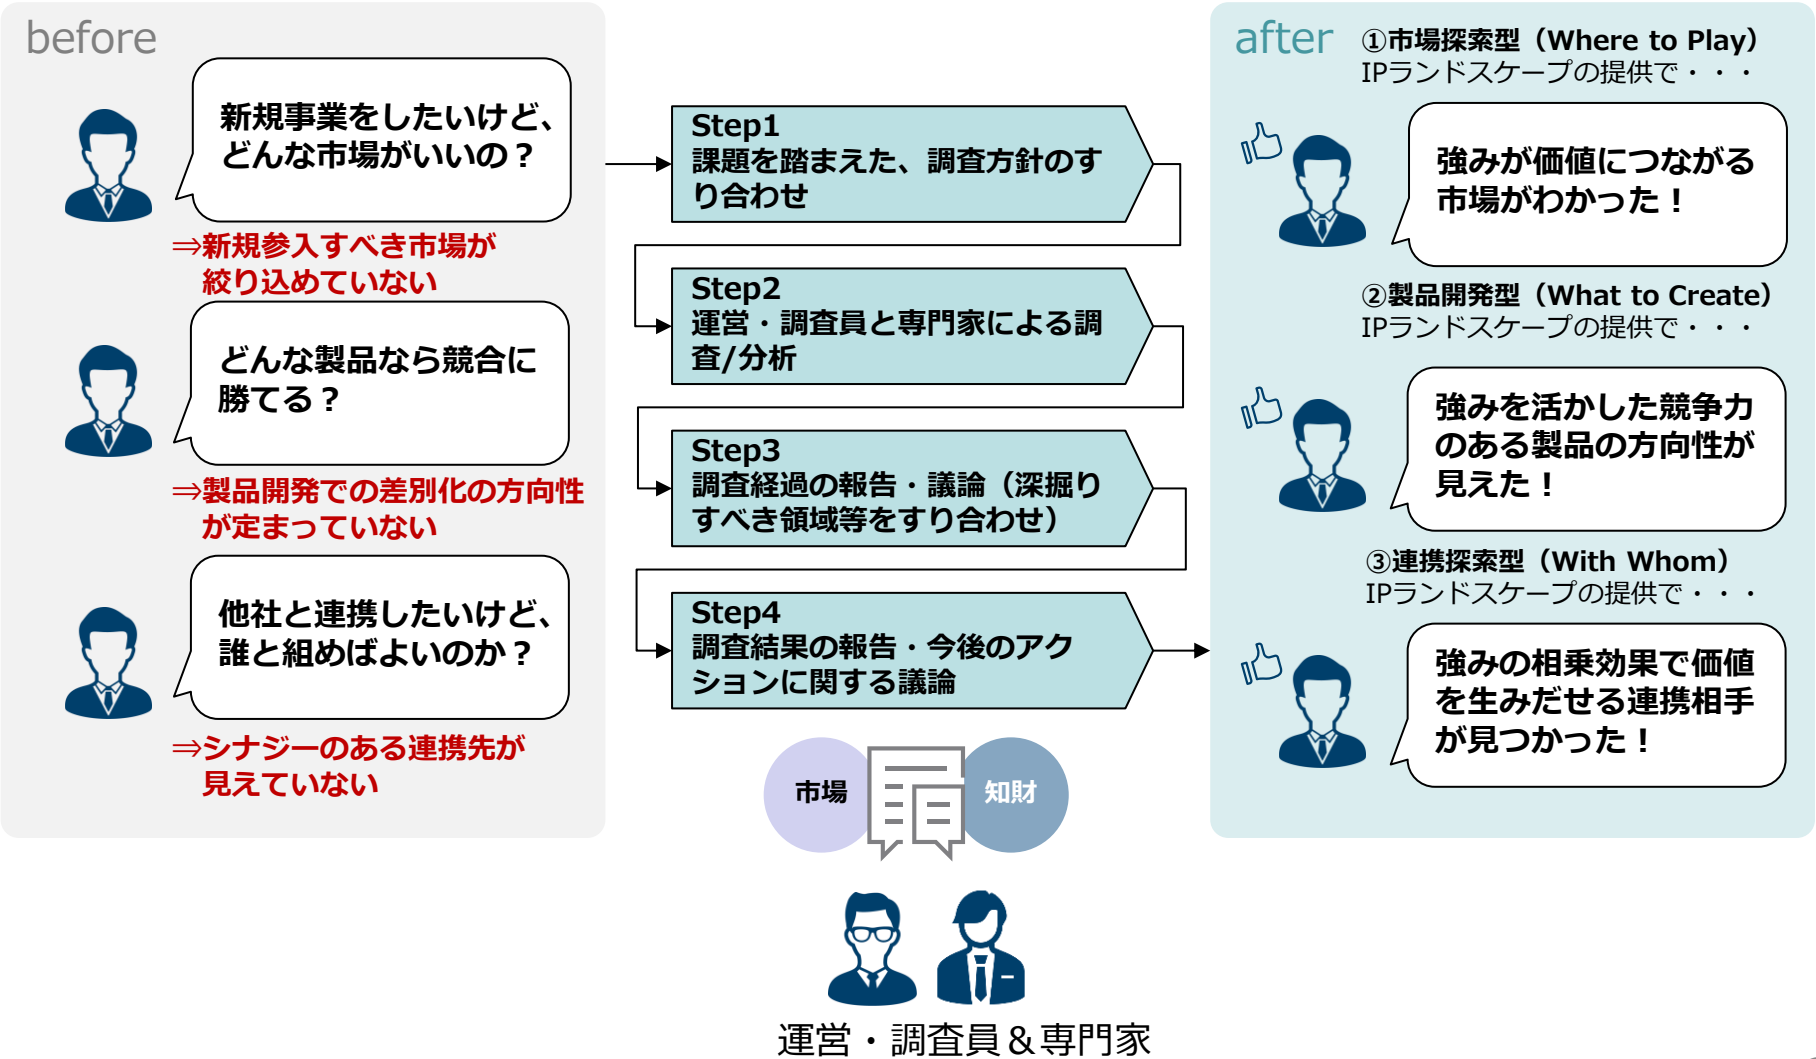 before
新規事業をしたいけど、
どんな市場がいいの？
⇒新規参入すべき市場が
絞り込めていない
どんな製品なら競合に
勝てる？
⇒製品開発での差別化の方向性
が定まっていない
他社と連携したいけど、
誰と組めばよいのか？
⇒シナジーのある連携先が
見えていない
Step1
課題を踏まえた、調査方針のす
り合わせ
Step2
運営・調査員と専門家による調
査/分析
Step3
調査経過の報告・議論（深掘り
すべき領域等をすり合わせ）
Step4
調査結果の報告・今後のアク
ションに関する議論
市場
知財
運営・調査員＆専門家
after
①市場探索型（Where to Play）
IPランドスケープの提供で・・・
強みが価値につながる
市場がわかった！
②製品開発型（What to Create）
IPランドスケープの提供で・・・
強みを活かした競争力
のある製品の方向性が
見えた！
③連携探索型（With Whom）
IPランドスケープの提供で・・・
強みの相乗効果で価値
を生みだせる連携相手
が見つかった！